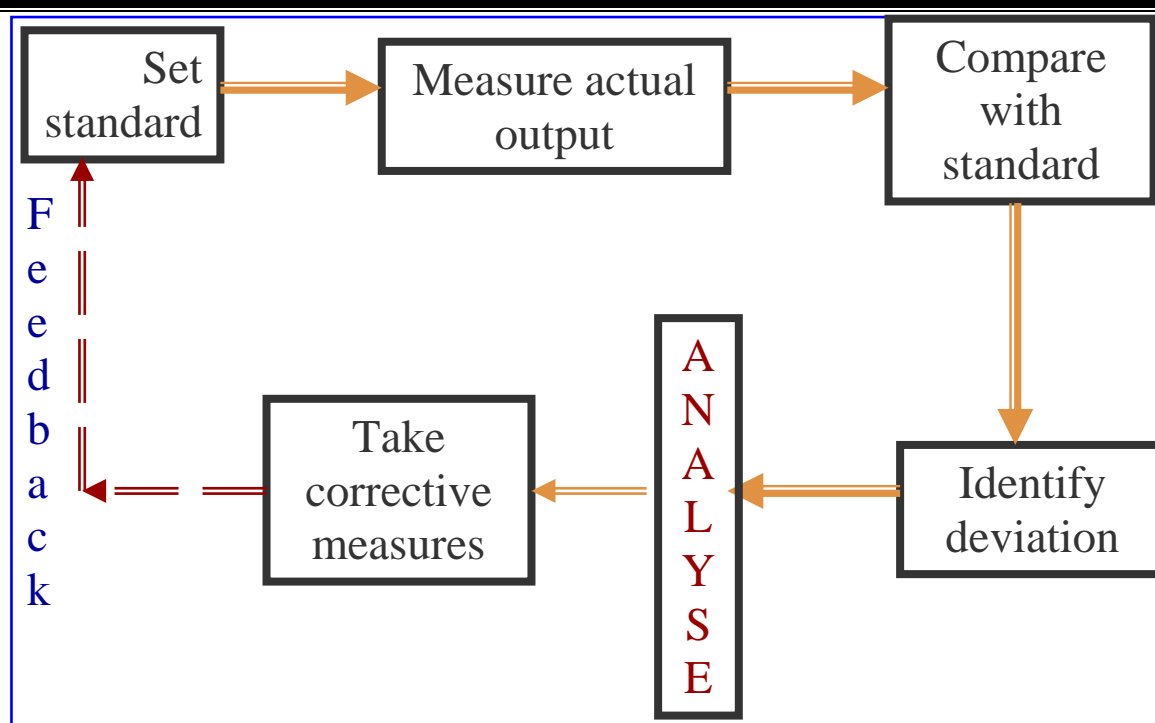 Set
standard
Measure actual
output
Compare
with
standard
Identify
deviation
A
N
A
L
Y
S
E
Take
corrective
measures
F
e
e
d
b
a
c
k